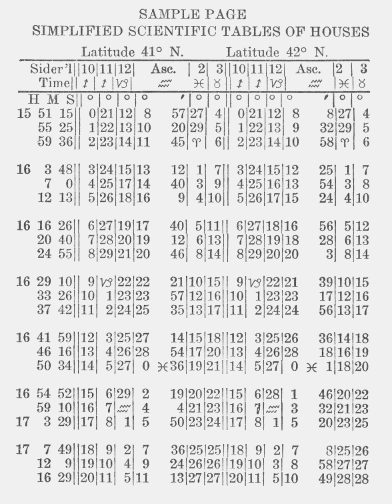 SAMPLE PAGE
SIMPLIFIED SCIENTIFIC TABLES OF HOUSES
Latitude 41° N. Latitude 42° N.
Sider'l 10 11 12 Asc. 2 3 10 11 12 Asc. 2 3
Time ♐ ♐ ♑ ♒ ♓ ♉ ♐ ♐ ♑ ♒ ♓ ♉
H M S ° ° ° ° ′ ° ° ° ° ° ° ′ ° °
15 51 15 0 21 12 8 57 27 4 0 21 12 8 8 27 4
55 25 1 22 13 10 20 29 5 1 22 13 9 32 29 5
59 36 2 23 14 11 45 ♈ 6 2 23 14 10 58 ♈ 6
16 3 48 3 24 15 13 12 1 7 3 24 15 12 25 1 7
7 0 4 25 17 14 40 3 9 4 25 16 13 54 3 8
12 13 5 26 18 16 9 4 10 5 26 17 15 24 4 10
16 16 26 6 27 19 17 40 5 11 6 27 18 16 56 5 12
20 40 7 28 20 19 12 6 13 7 28 19 18 28 6 13
24 55 8 29 21 20 46 8 14 8 29 20 20 3 8 14
16 29 10 9 ♑ 22 22 21 10 15 9 ♑ 22 21 39 10 15
33 26 10 1 23 23 57 12 16 10 1 23 23 17 12 16
37 42 11 2 24 25 35 13 17 11 2 24 24 56 13 17
16 41 59 12 3 25 27 14 15 18 12 3 25 26 36 14 18
46 16 13 4 26 28 54 17 20 13 4 26 28 18 16 19
50 34 14 5 27 0 ♓ 36 19 21 14 5 27 0 ♓ 1 18 20
16 54 52 15 6 29 2 19 20 22 15 6 28 1 46 20 22
59 10 16 7 ♒ 4 4 21 23 16 7 ♒ 3 32 21 23
17 3 29 17 8 1 5 50 23 24 17 8 1 5 20 23 25
17 7 49 18 9 2 7 36 25 25 18 9 2 7 8 25 26
12 9 19 10 4 9 24 26 26 19 10 3 8 58 27 27
16 29 20 11 5 11 13 27 27 20 11 5 10 49 28 28